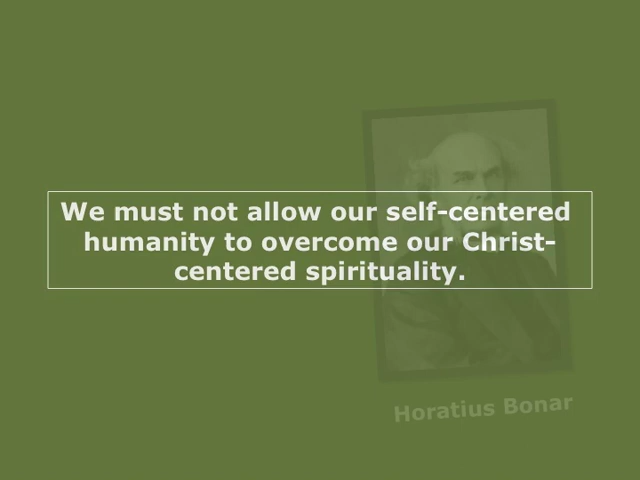 We must not allow our self-centered
humanity to overcome our Christ-
centered spirituality.
Horatius Bonar